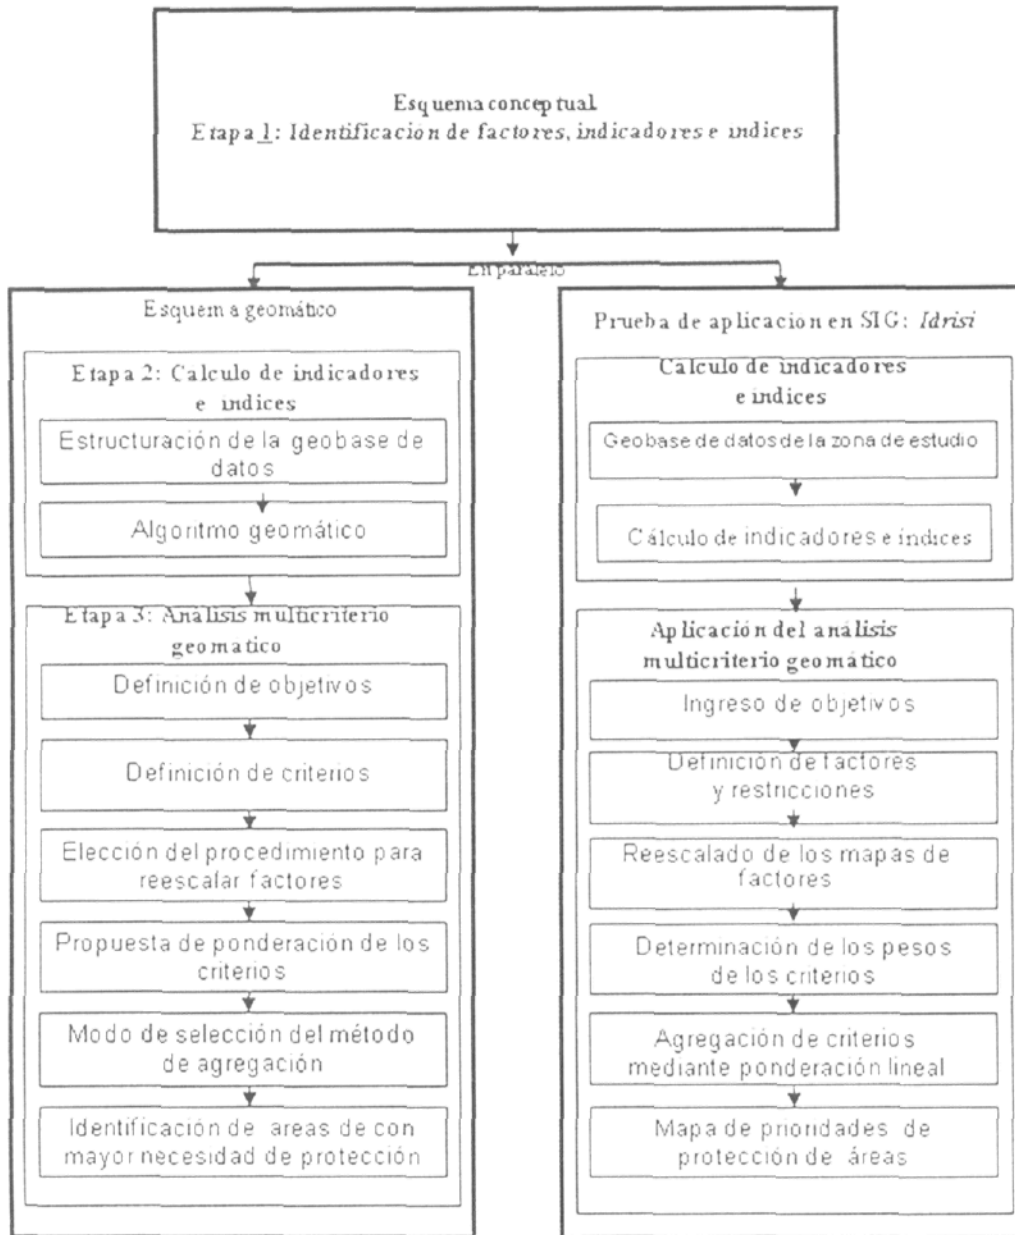 Esquema conceptual
Etapa 1: Identificación de factores, indicadores e indices
En paralelo
Esquema geomático
Etapa 2: Calculo de indicadores
e indices
Estructuración de la geobase de
datos
Algoritmo geomático
Etapa 3: Análisis multicriterio
geomático
Definición de objetivos
Definición de criterios
Elección del procedimiento para
reescalar factores
Propuesta de ponderación de los
criterios
Modo de selección del método
de agregación
Identificación de areas de con
mayor necesidad de protección
Prueba de aplicacion en SIG: Idrisi
Calculo de indicadores
e indices
Geobase de datos de la zona de estudio
Cálculo de indicadores e índices
Aplicación del análisis
multicriterio geomático
Ingreso de objetivos
Definición de factores
y restricciones
Reescalado de los mapas de
factores
Determinación de los pesos
de los criterios
Agregación de criterios
mediante ponderación lineal
Mapa de prioridades de
protección de áreas